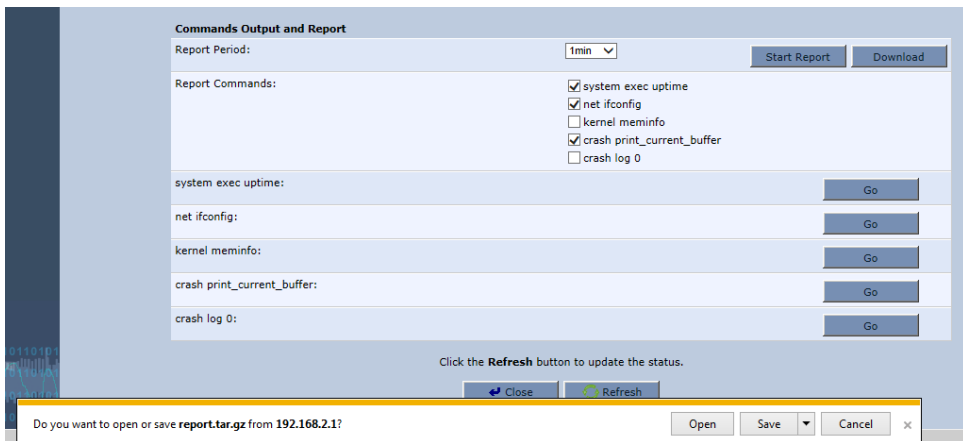 Commands Output and Report
Report Period: 1min Start Report Download
Report Commands: system exec uptime
net ifconfig
kernel meminfo
crash print_current_buffer
crash log 0
system exec uptime: Go
net ifconfig: Go
kernel meminfo: Go
crash print_current_buffer: Go
crash log 0: Go
Click the Refresh button to update the status.
Close Refresh
Do you want to open or save report.tar.gz from 192.168.2.1? Open Save Cancel